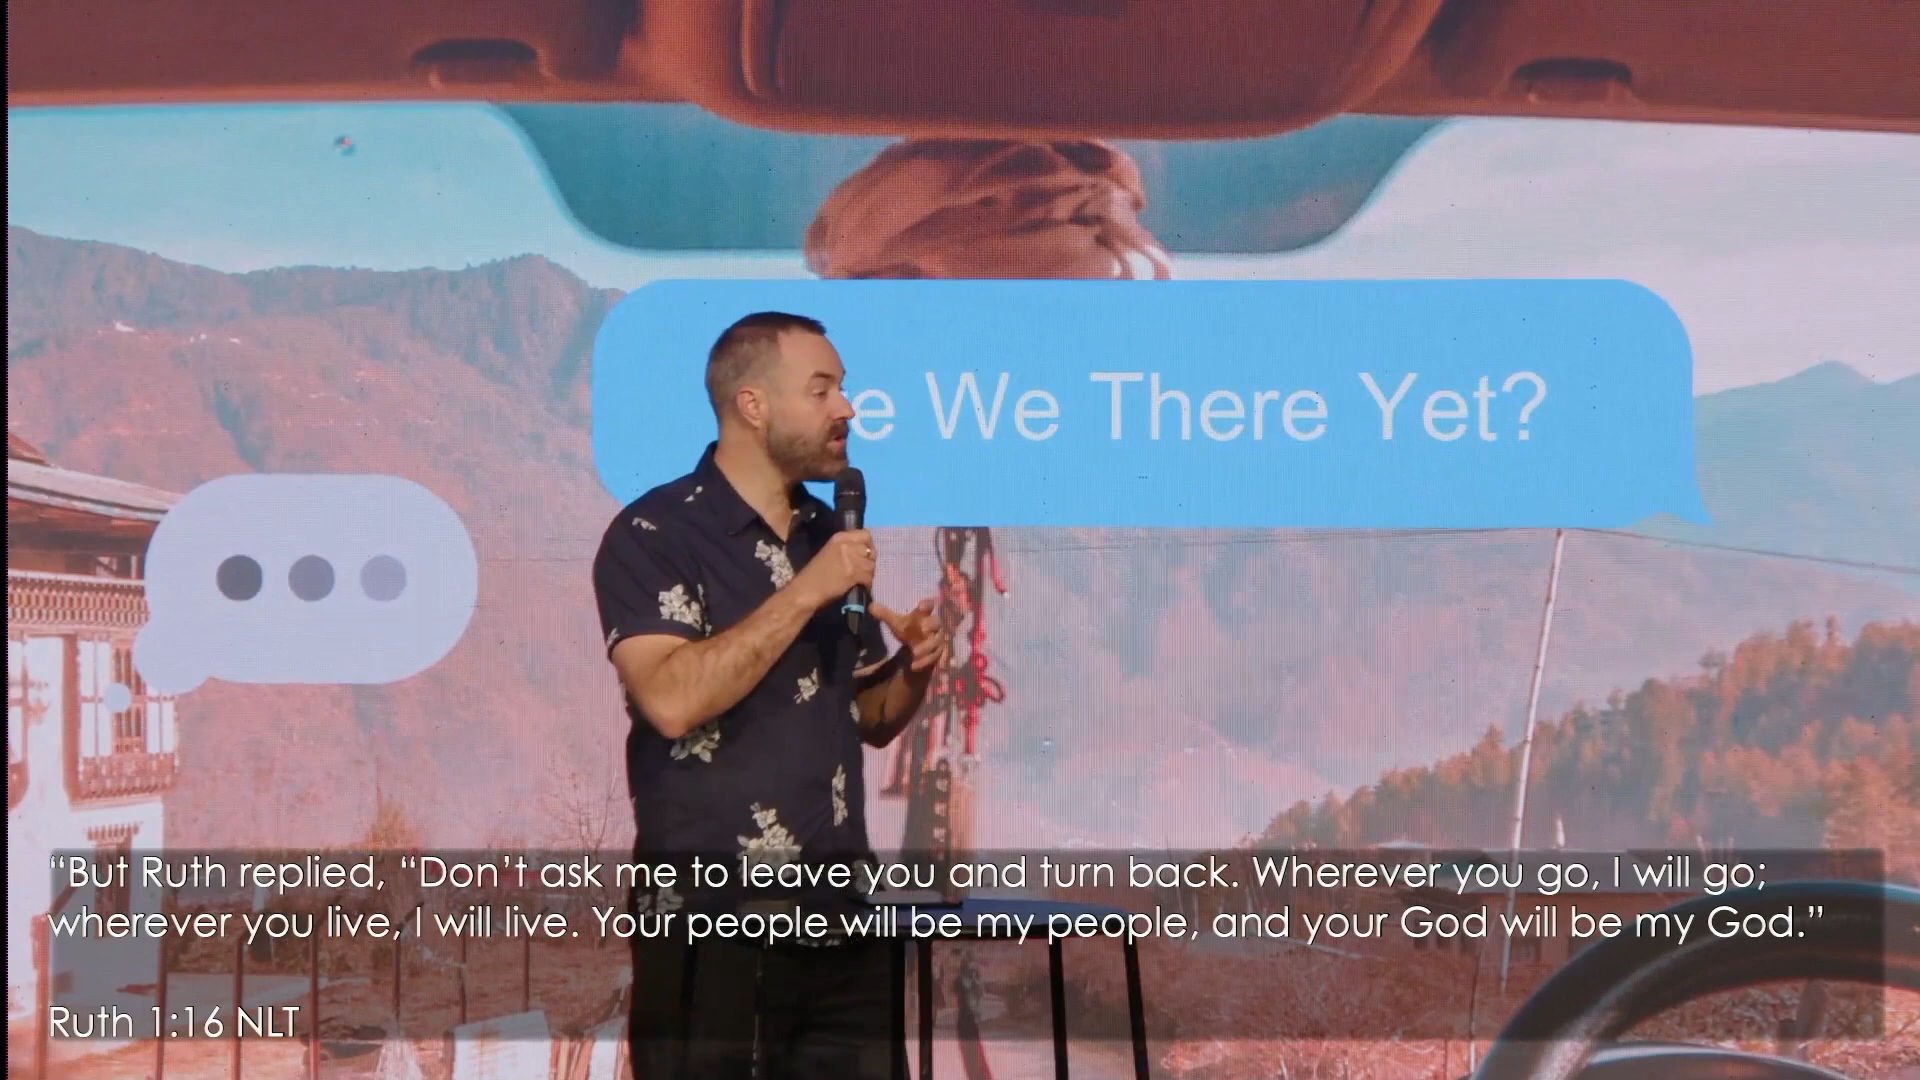 e We There Yet?
“But Ruth replied, “Don’t ask me to leave you and turn back. Wherever you go, I will go;
wherever you live, I will live. Your people will be my people, and your God will be my God.”
Ruth 1:16 NLT